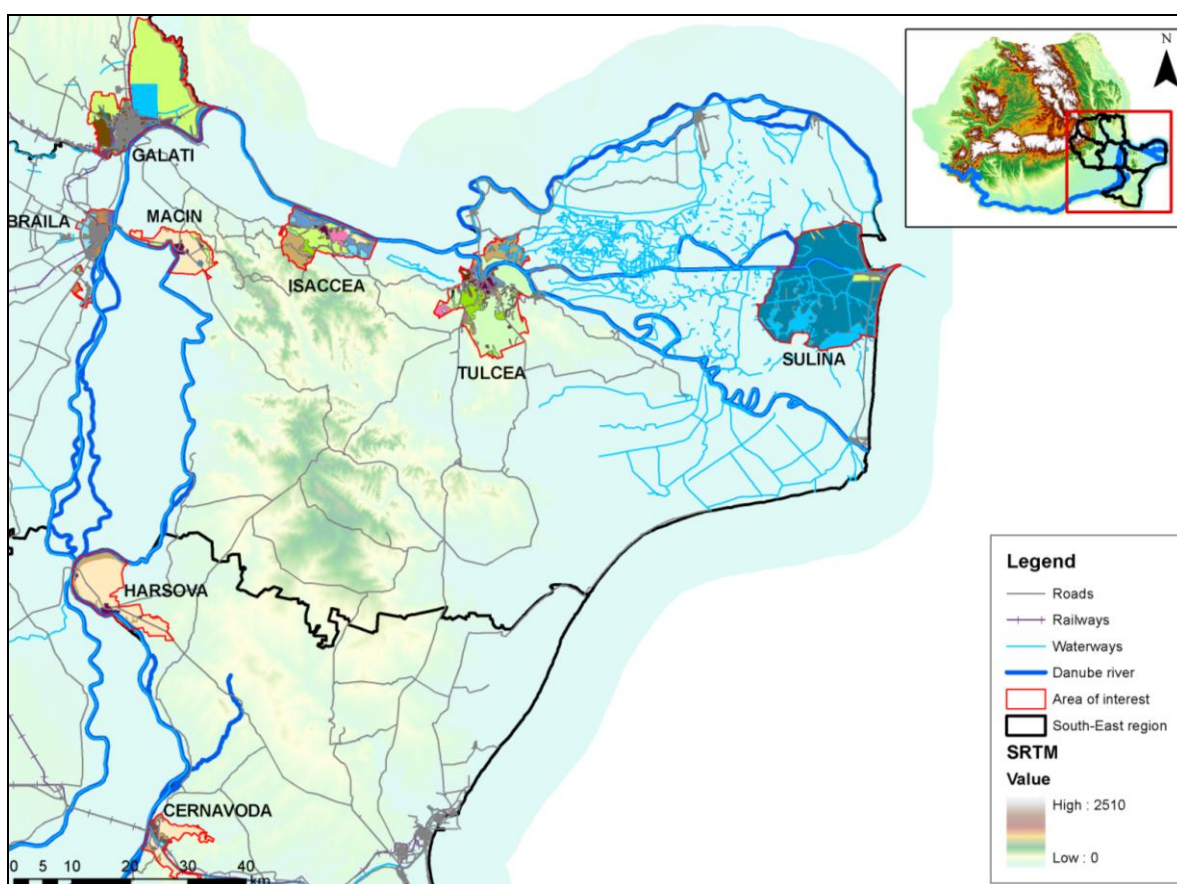 N
GALATI
BRAILA
MACIN
ISACCEA
TULCEA
SULINA
HARSOVA
CERNAVODA
0 5 10 20 30 40
km
Legend
Roads
Railways
Waterways
Danube river
Area of interest
South-East region
SRTM
Value
High : 2510
Low : 0